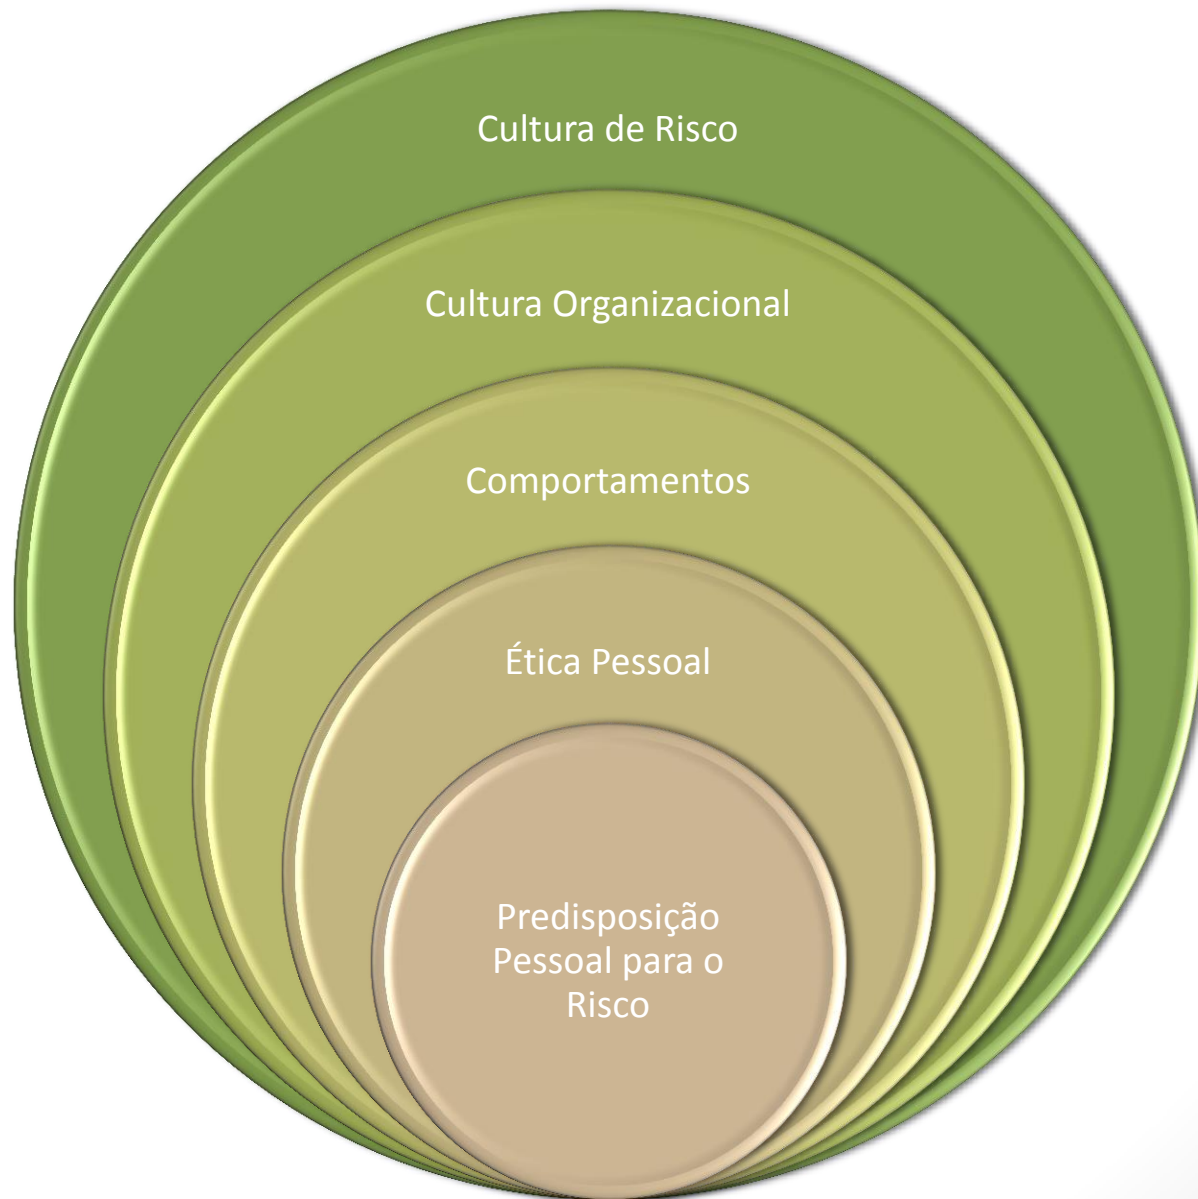 Cultura de Risco
Cultura Organizacional
Comportamentos
Ética Pessoal
Predisposição
Pessoal para o
Risco